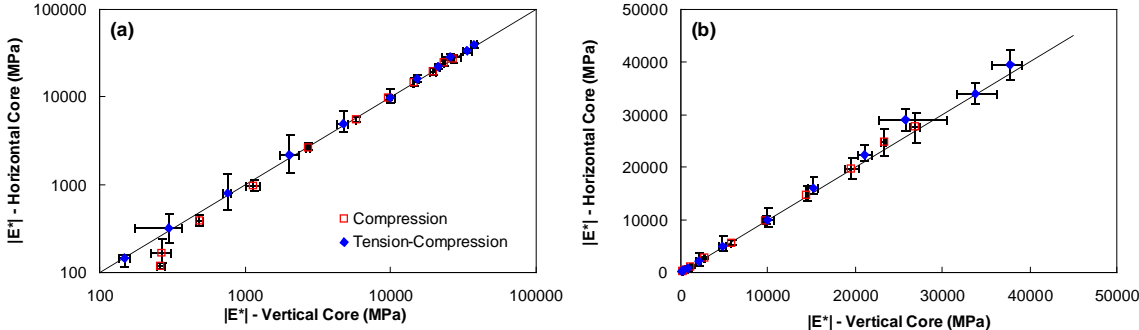 (a)
|E*| - Horizontal Core (MPa)
100000
10000
1000
100
100
1000
10000
100000
|E*| - Vertical Core (MPa)
Compression
Tension-Compression
(b)
|E*| - Horizontal Core (MPa)
50000
40000
30000
20000
10000
0
0
10000
20000
30000
40000
50000
|E*| - Vertical Core (MPa)